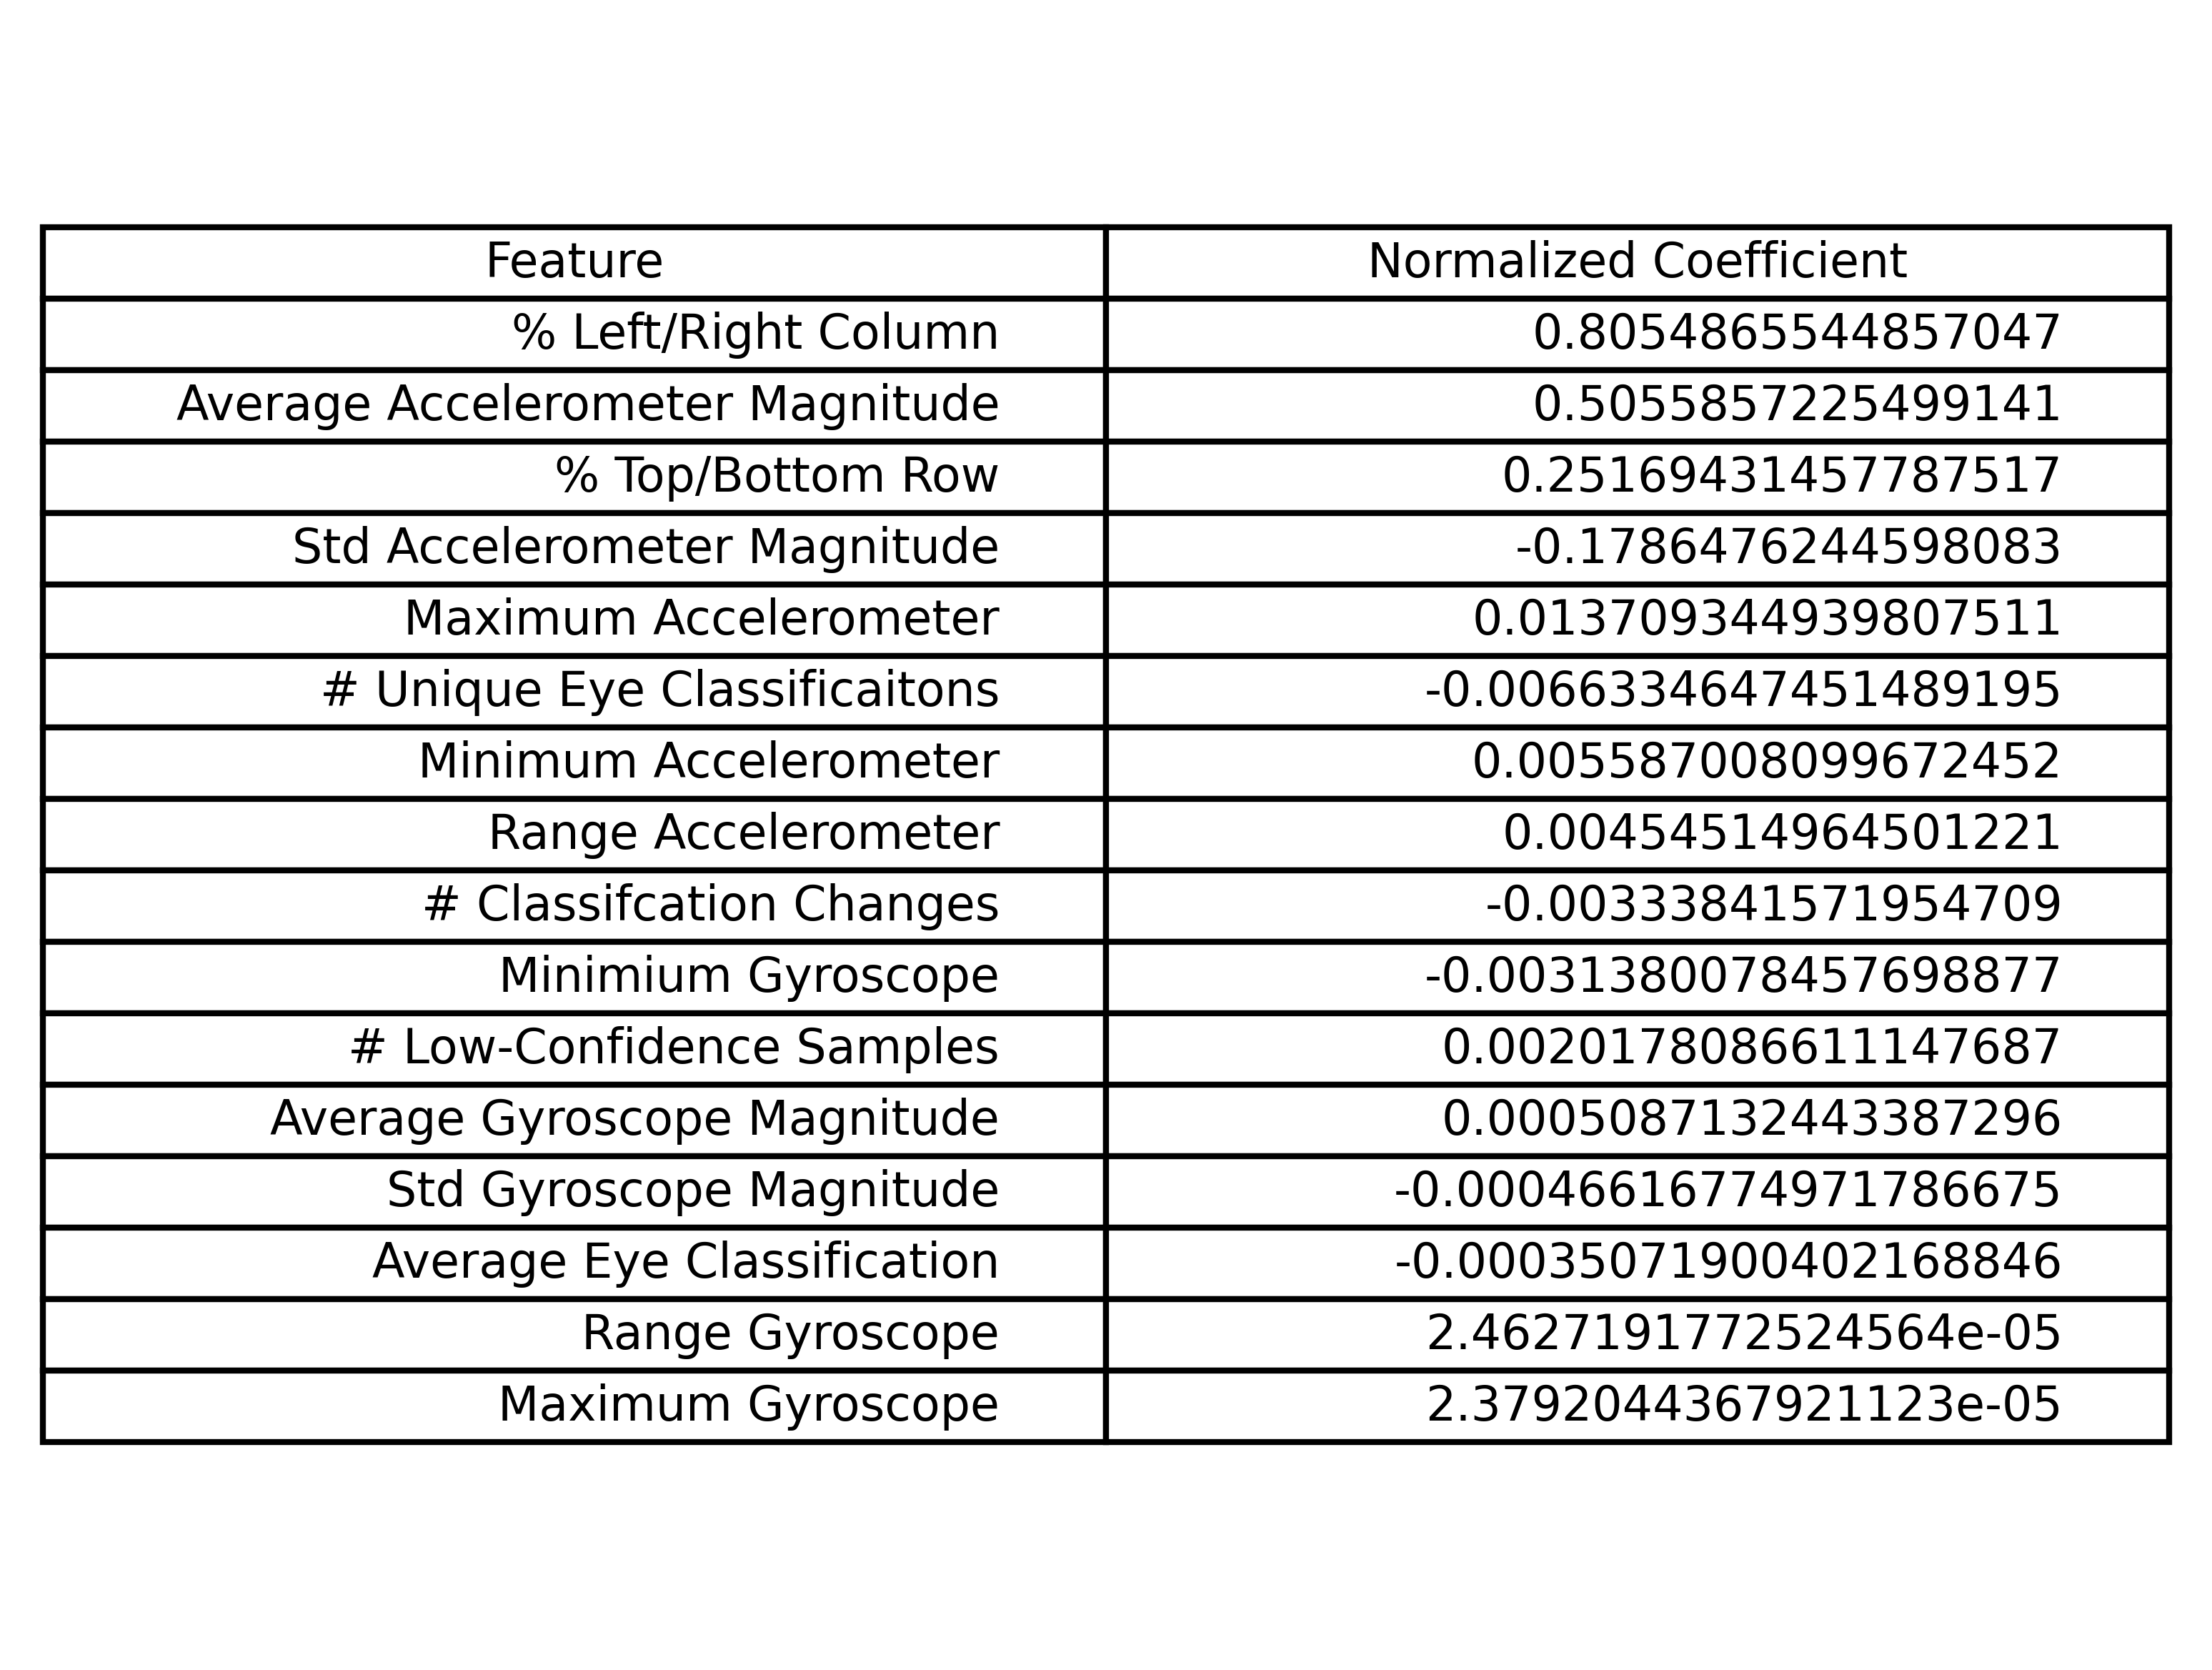 Feature Normalized Coefficient
% Left/Right Column 0.8054865544857047
Average Accelerometer Magnitude 0.5055857225499141
% Top/Bottom Row 0.25169431457787517
Std Accelerometer Magnitude -0.1786476244598083
Maximum Accelerometer 0.013709344939807511
# Unique Eye Classificaitons -0.0066334647451489195
Minimum Accelerometer 0.005587008099672452
Range Accelerometer 0.00454514964501221
# Classifcation Changes -0.00333841571954709
Minimium Gyroscope -0.0031380078457698877
# Low-Confidence Samples 0.0020178086611147687
Average Gyroscope Magnitude 0.0005087132443387296
Std Gyroscope Magnitude -0.00046616774971786675
Average Eye Classification -0.00035071900402168846
Range Gyroscope 2.4627191772524564e-05
Maximum Gyroscope 2.3792044367921123e-05